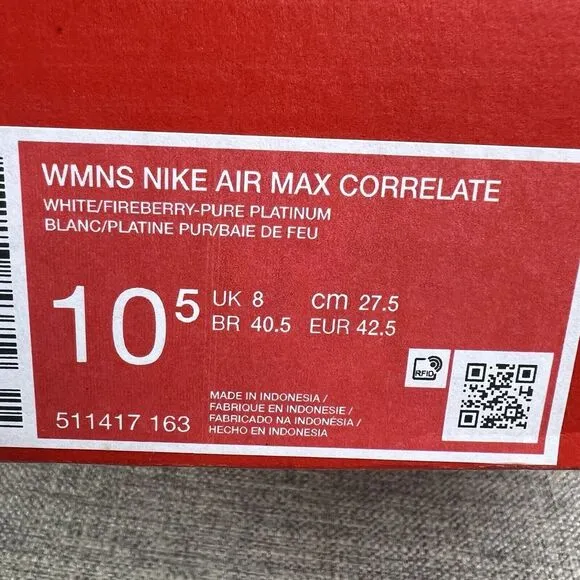 WMNS NIKE AIR MAX CORRELATE
WHITE/FIREBERRY-PURE PLATINUM
BLANC/PLATINE PUR/BAIE DE FEU
10⁵
UK 8 cm 27.5
BR 40.5 EUR 42.5
RFID
511417 163
MADE IN INDONESIA /
FABRIQUE EN INDONESIE /
FABRICADO NA INDONÉSIA /
HECHO EN INDONESIA